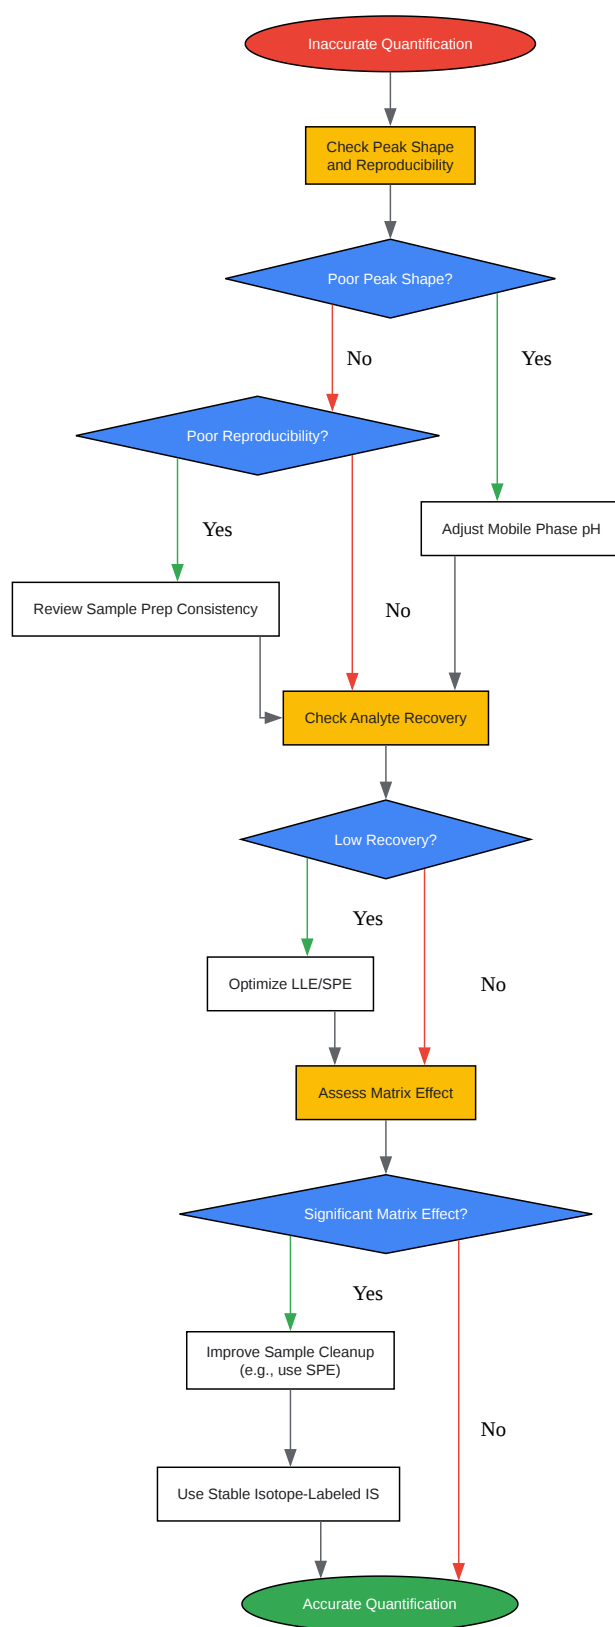 Inaccurate Quantification
Check Peak Shape
and Reproducibility
Poor Peak Shape?
No
Yes
Poor Reproducibility?
Yes
Adjust Mobile Phase pH
Review Sample Prep Consistency
No
Check Analyte Recovery
Low Recovery?
Yes
Optimize LLE/SPE
No
Assess Matrix Effect
Significant Matrix Effect?
Yes
Improve Sample Cleanup
(e.g., use SPE)
No
Use Stable Isotope-Labeled IS
Accurate Quantification